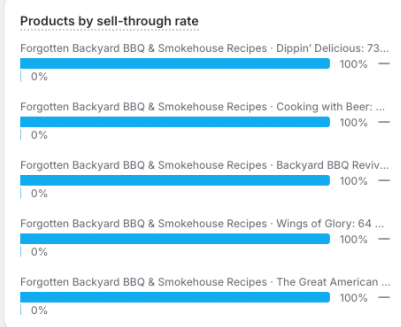 Products by sell-through rate
Forgotten Backyard BBQ & Smokehouse Recipes · Dippin' Delicious: 73...
100% —
0%
Forgotten Backyard BBQ & Smokehouse Recipes · Cooking with Beer: ...
100% —
0%
Forgotten Backyard BBQ & Smokehouse Recipes · Backyard BBQ Reviv...
100% —
0%
Forgotten Backyard BBQ & Smokehouse Recipes · Wings of Glory: 64 ...
100% —
0%
Forgotten Backyard BBQ & Smokehouse Recipes · The Great American ...
100% —
0%